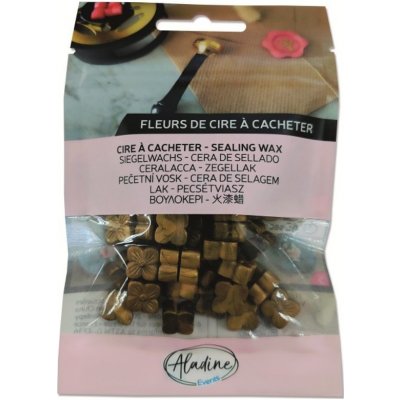 FLEURS DE CIRE À CACHETER
CIRE À CACHETER - SEALING WAX
SIEGELWACHS - CERA DE SELLADO
CERALACCA - ZEGELLAK
PEČETNÍ VOSK - CERA DE SELAGEM
LAK - PECSÉTVIASZ
ΒΟΥΛΟΚΕΡΙ - 火漆蜡
Aladine
Events